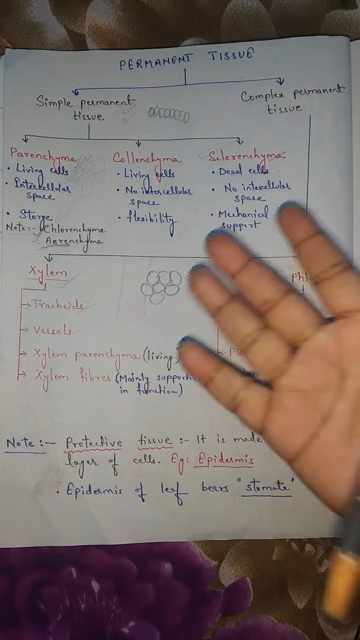 PERMANENT TISSUE
Simple permanent tissue
Complex permanent tissue
Parenchyma
• Living cells
• Intercellular space
• Storge
Note:- Chlorenchyma
Aerenchyma
Collenchyma
• Living cells
• No intercellular space
• flexibility
Sclerenchyma
• Dead cells
• No intercellular space
• Mechanical support
Xylem
→ Tracheids
→ Vessels
→ Xylem parenchyma (living)
→ Xylem fibres (Mainly supportive in function)
Note :- Protective tissue :- It is made
layer of cells. Eg: Epidermis
• Epidermis of leaf bears "stomata"